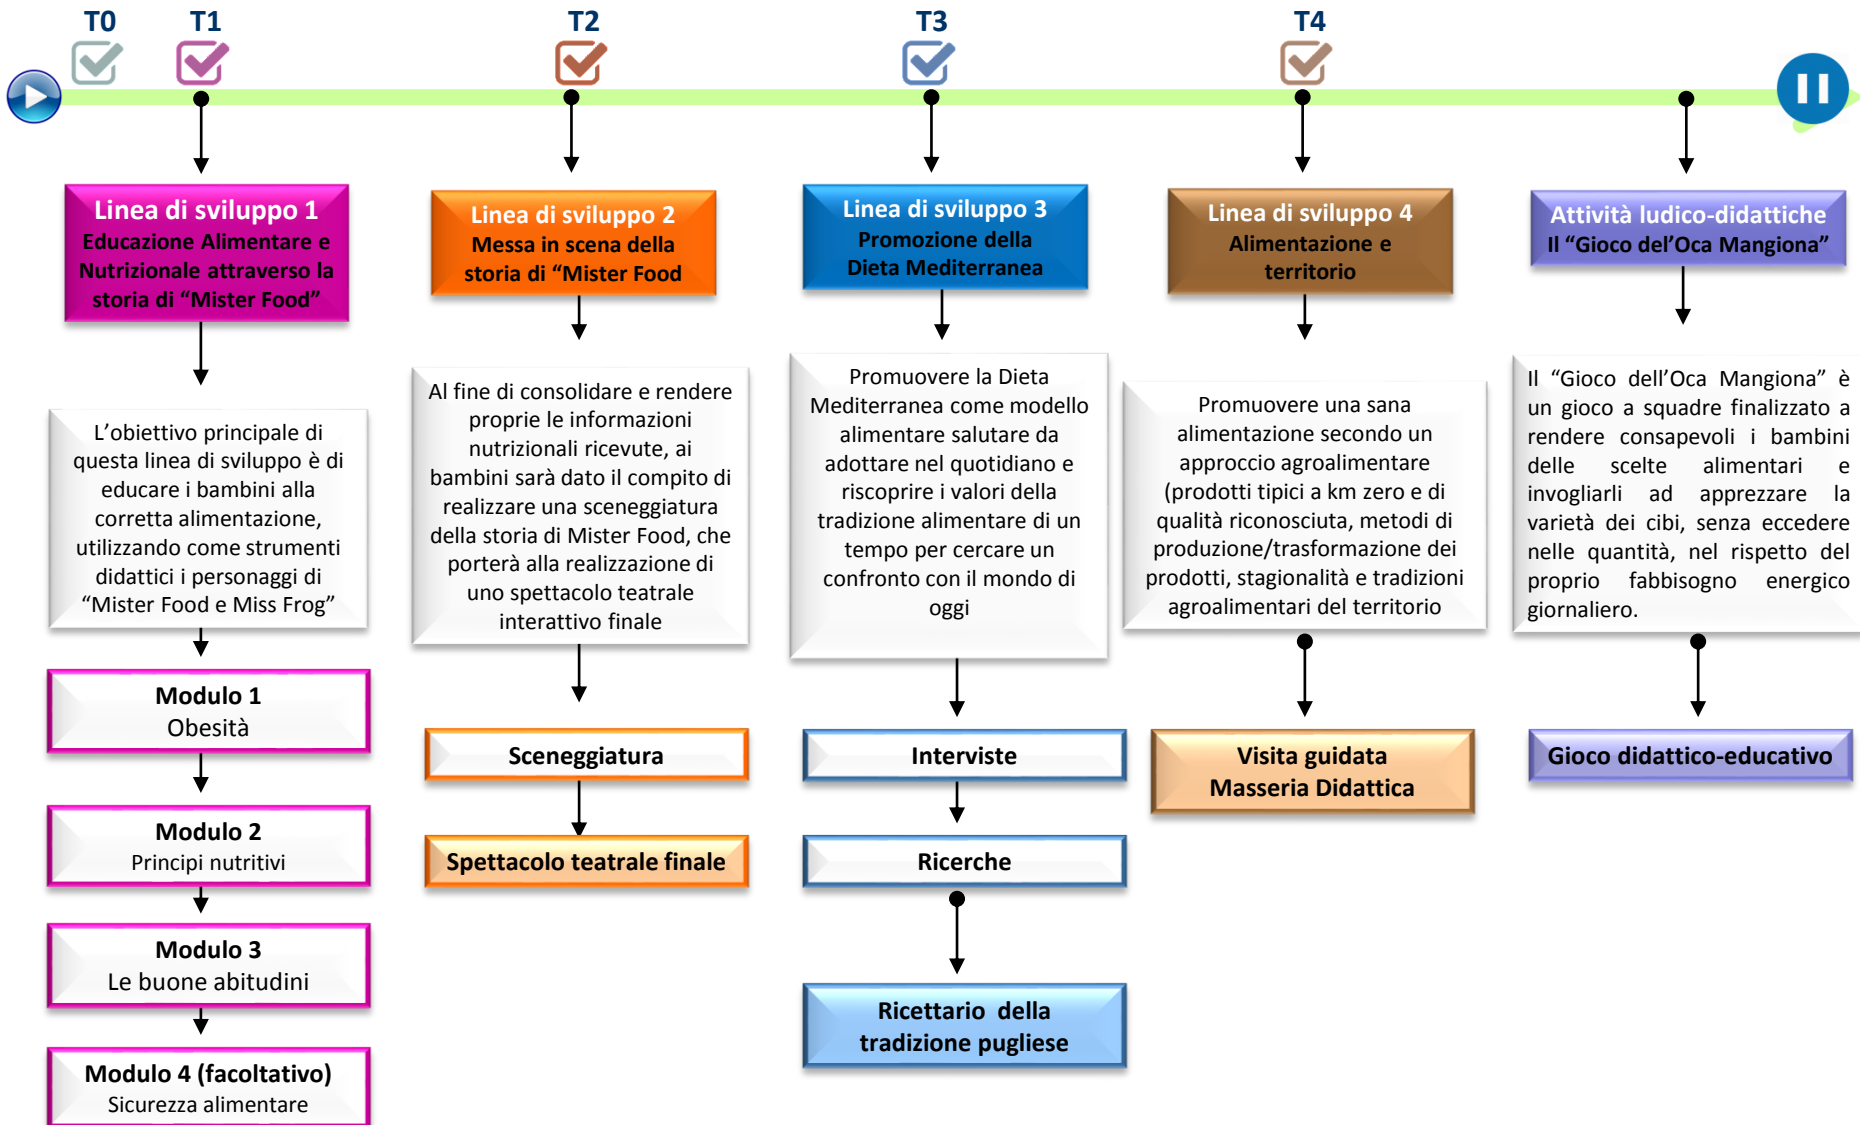 T0
T1
T2
T3
T4
Linea di sviluppo 1
Educazione Alimentare e
Nutrizionale attraverso la
storia di “Mister Food”
L’obiettivo principale di
questa linea di sviluppo è di
educare i bambini alla
corretta alimentazione,
utilizzando come strumenti
didattici i personaggi di
“Mister Food e Miss Frog”
Modulo 1
Obesità
Modulo 2
Principi nutritivi
Modulo 3
Le buone abitudini
Modulo 4 (facoltativo)
Sicurezza alimentare
Linea di sviluppo 2
Messa in scena della
storia di “Mister Food
Al fine di consolidare e rendere
proprie le informazioni
nutrizionali ricevute, ai
bambini sarà dato il compito di
realizzare una sceneggiatura
della storia di Mister Food, che
porterà alla realizzazione di
uno spettacolo teatrale
interattivo finale
Sceneggiatura
Spettacolo teatrale finale
Linea di sviluppo 3
Promozione della
Dieta Mediterranea
Promuovere la Dieta
Mediterranea come modello
alimentare salutare da
adottare nel quotidiano e
riscoprire i valori della
tradizione alimentare di un
tempo per cercare un
confronto con il mondo di
oggi
Interviste
Ricerche
Ricettario della
tradizione pugliese
Linea di sviluppo 4
Alimentazione e
territorio
Promuovere una sana
alimentazione secondo un
approccio agroalimentare
(prodotti tipici a km zero e di
qualità riconosciuta, metodi di
produzione/trasformazione dei
prodotti, stagionalità e tradizioni
agroalimentari del territorio
Visita guidata
Masseria Didattica
Attività ludico-didattiche
Il “Gioco del’Oca Mangiona”
Il “Gioco dell’Oca Mangiona” è
un gioco a squadre finalizzato a
rendere consapevoli i bambini
delle scelte alimentari e
invogliarli ad apprezzare la
varietà dei cibi, senza eccedere
nelle quantità, nel rispetto del
proprio fabbisogno energico
giornaliero.
Gioco didattico-educativo